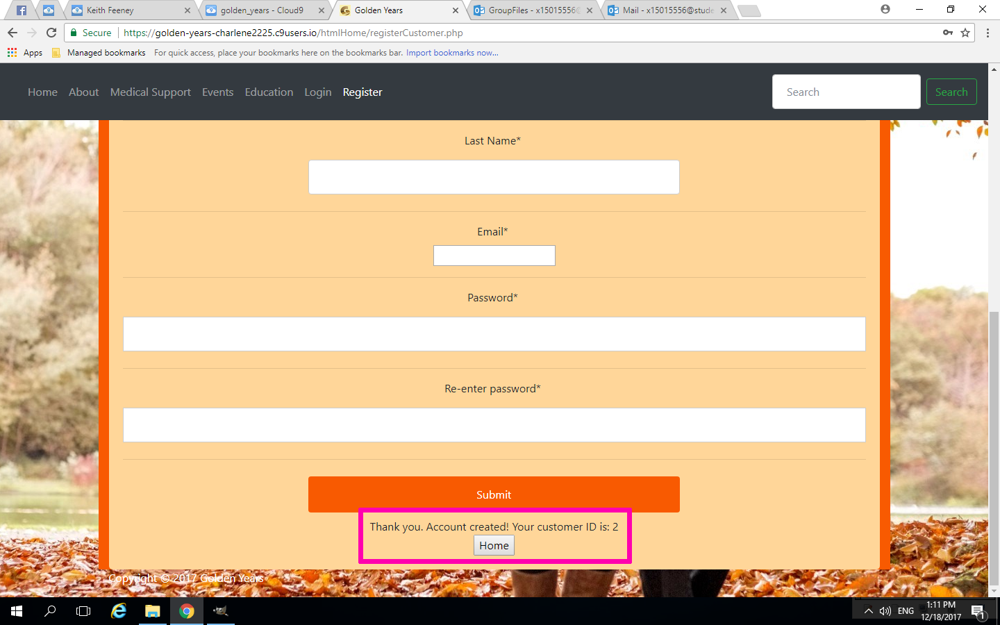 Keith Feeney
golden_years - Cloud9
Golden Years
GroupFiles - x15015556@
Mail - x15015556@stude
Secure
https://golden-years-charlene2225.c9users.io/htmlHome/registerCustomer.php
Apps
Managed bookmarks
For quick access, place your bookmarks here on the bookmarks bar. Import bookmarks now...
Home About Medical Support Events Education Login Register
Search
Search
Last Name*
Email*
Password*
Re-enter password*
Submit
Thank you. Account created! Your customer ID is: 2
Home
Copyright © 2017 Golden Years
ENG
1:11 PM
12/18/2017
1